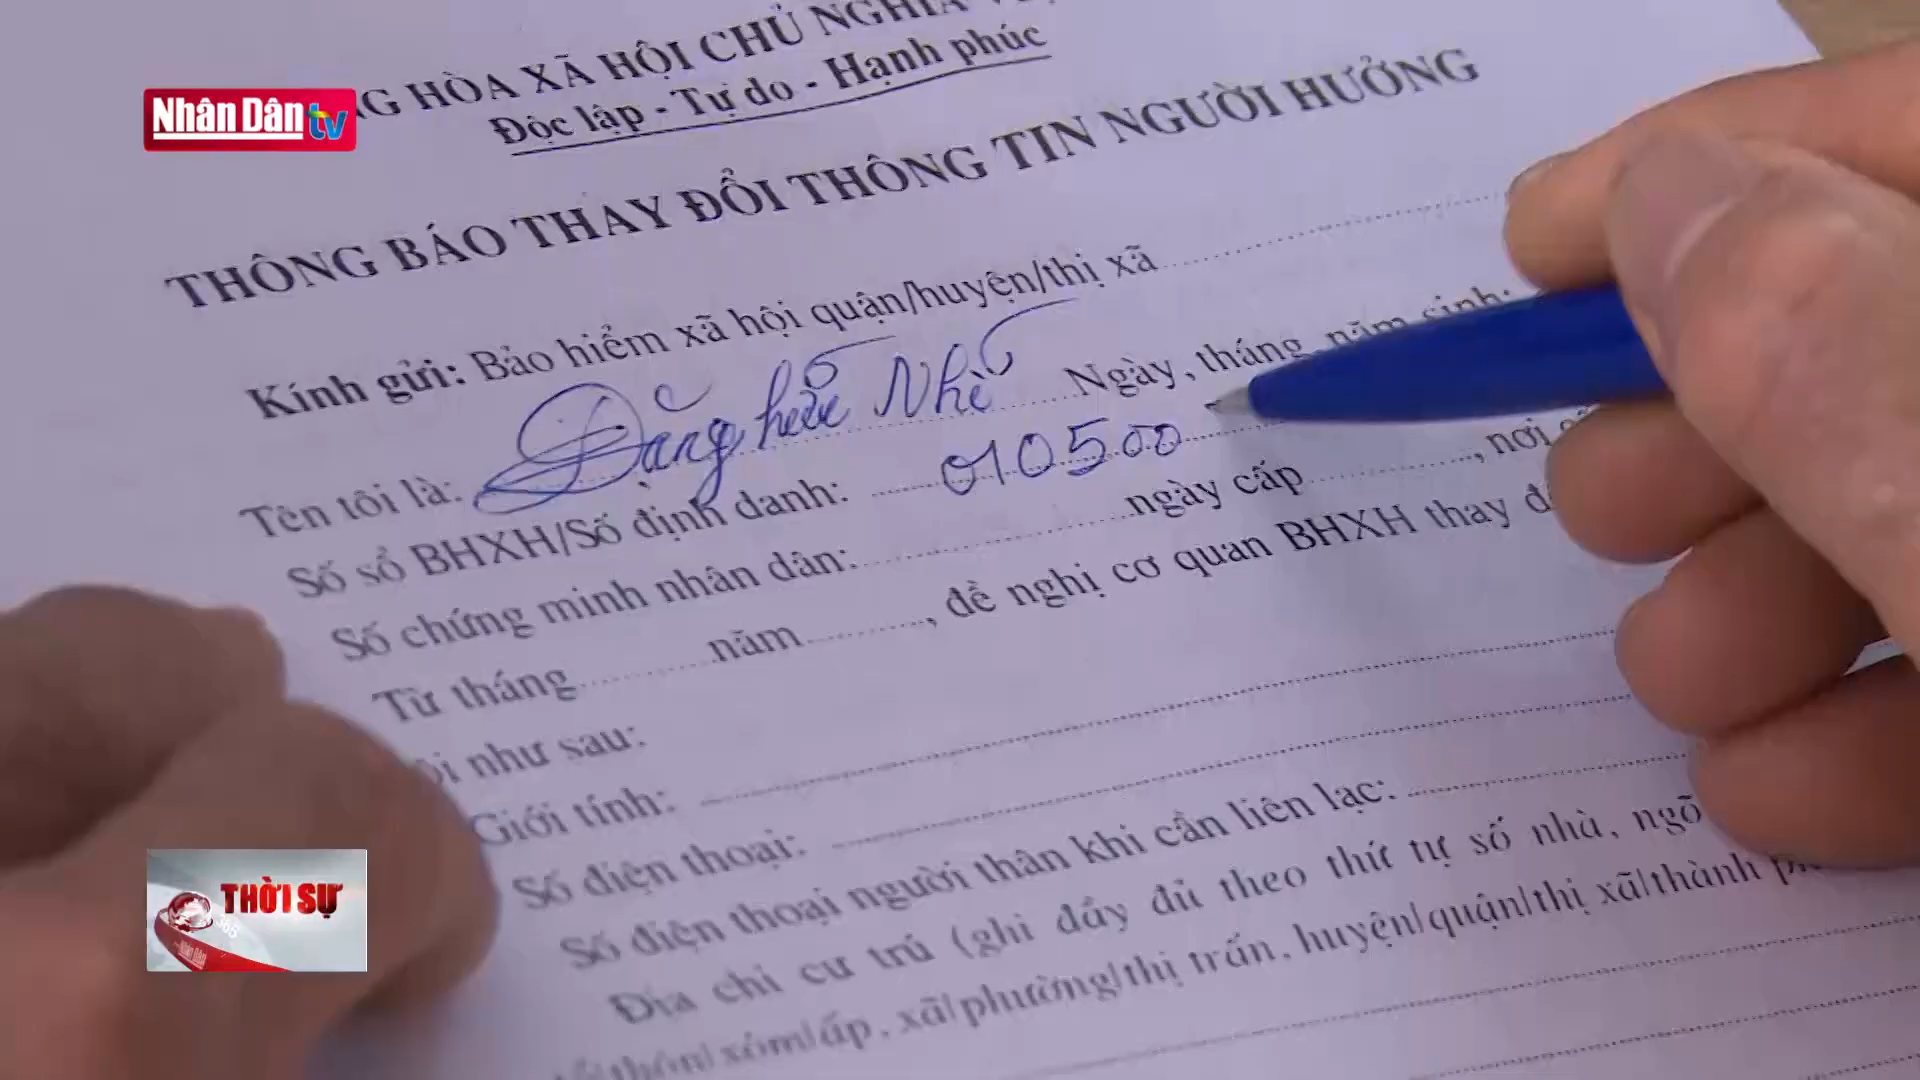 NG HÒA XÃ HỘI CHỦ NGHĨA
Độc lập - Tự do - Hạnh phúc
Nhân Dân tv
THÔNG BÁO THAY ĐỔI THÔNG TIN NGƯỜI HƯỞNG
Kính gửi: Bảo hiểm xã hội quận/huyện/thị xã
Tên tôi là: Đặng hữu Nhì Ngày, tháng, năm sinh:
Số sổ BHXH/Số định danh: 010500
Số chứng minh nhân dân: ngày cấp , nơi
Từ tháng năm , đề nghị cơ quan BHXH thay
như sau:
Giới tính:
Số điện thoại:
Số điện thoại người thân khi cần liên lạc:
Địa chỉ cư trú (ghi đầy đủ theo thứ tự số nhà, ngõ
thôn/xóm/ấp, xã/phường/thị trấn, huyện/quận/thị xã/thành
THỜI SỰ
365
NHÂN DÂN